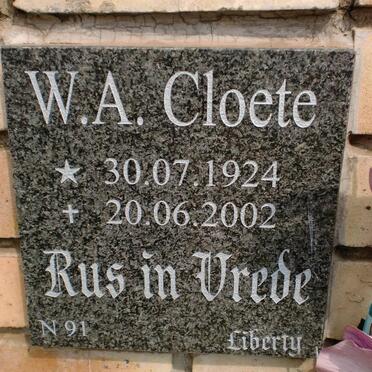 W.A. Cloete
★ 30.07.1924
✝ 20.06.2002
Rus in Vrede
N 91 Liberty